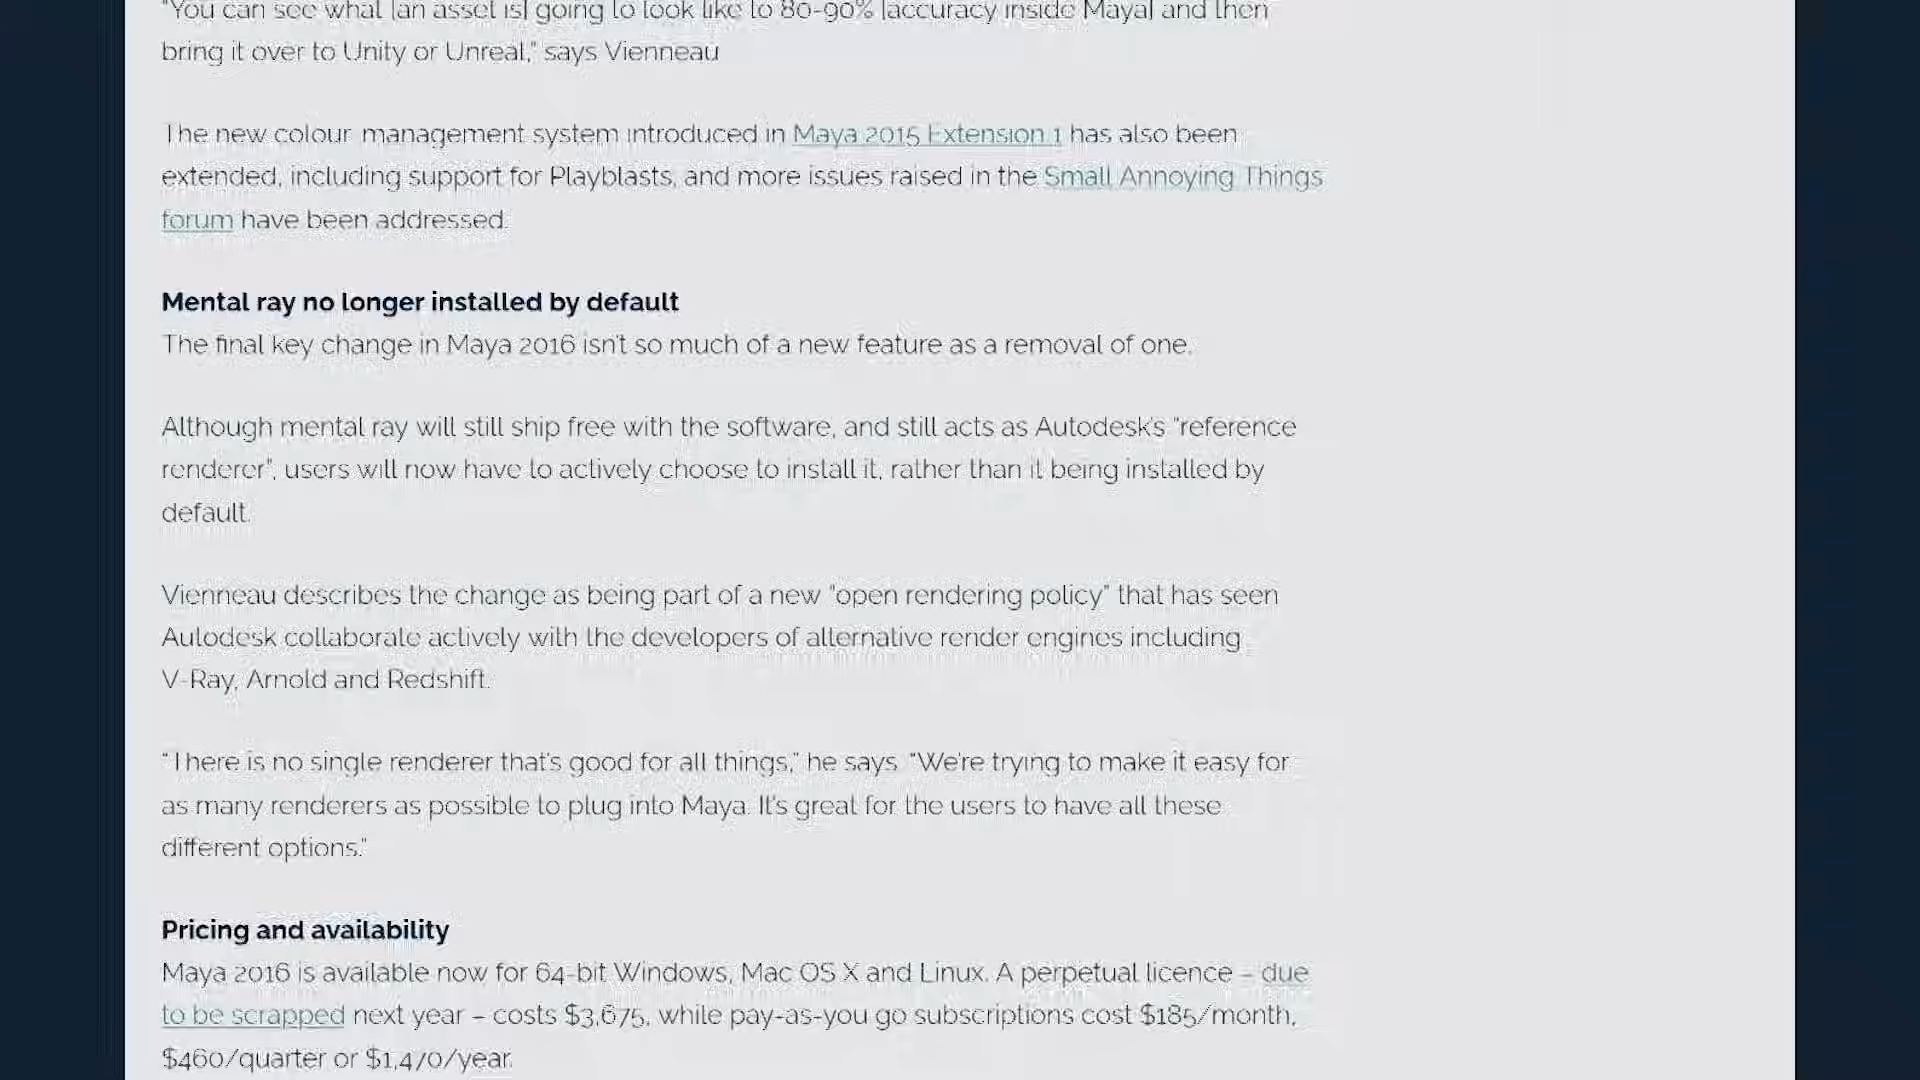 "You can see what [an asset is] going to look like to 80-90% [accuracy inside Maya] and then
bring it over to Unity or Unreal," says Vienneau
The new colour management system introduced in Maya 2015 Extension 1 has also been
extended, including support for Playblasts, and more issues raised in the Small Annoying Things
forum have been addressed.
Mental ray no longer installed by default
The final key change in Maya 2016 isn't so much of a new feature as a removal of one.
Although mental ray will still ship free with the software, and still acts as Autodesk's "reference
renderer", users will now have to actively choose to install it, rather than it being installed by
default.
Vienneau describes the change as being part of a new "open rendering policy" that has seen
Autodesk collaborate actively with the developers of alternative render engines including
V-Ray, Arnold and Redshift.
"There is no single renderer that's good for all things," he says. "We're trying to make it easy for
as many renderers as possible to plug into Maya. It's great for the users to have all these
different options."
Pricing and availability
Maya 2016 is available now for 64-bit Windows, Mac OS X and Linux. A perpetual licence – due
to be scrapped next year – costs $3,675, while pay-as-you go subscriptions cost $185/month,
$460/quarter or $1,470/year.